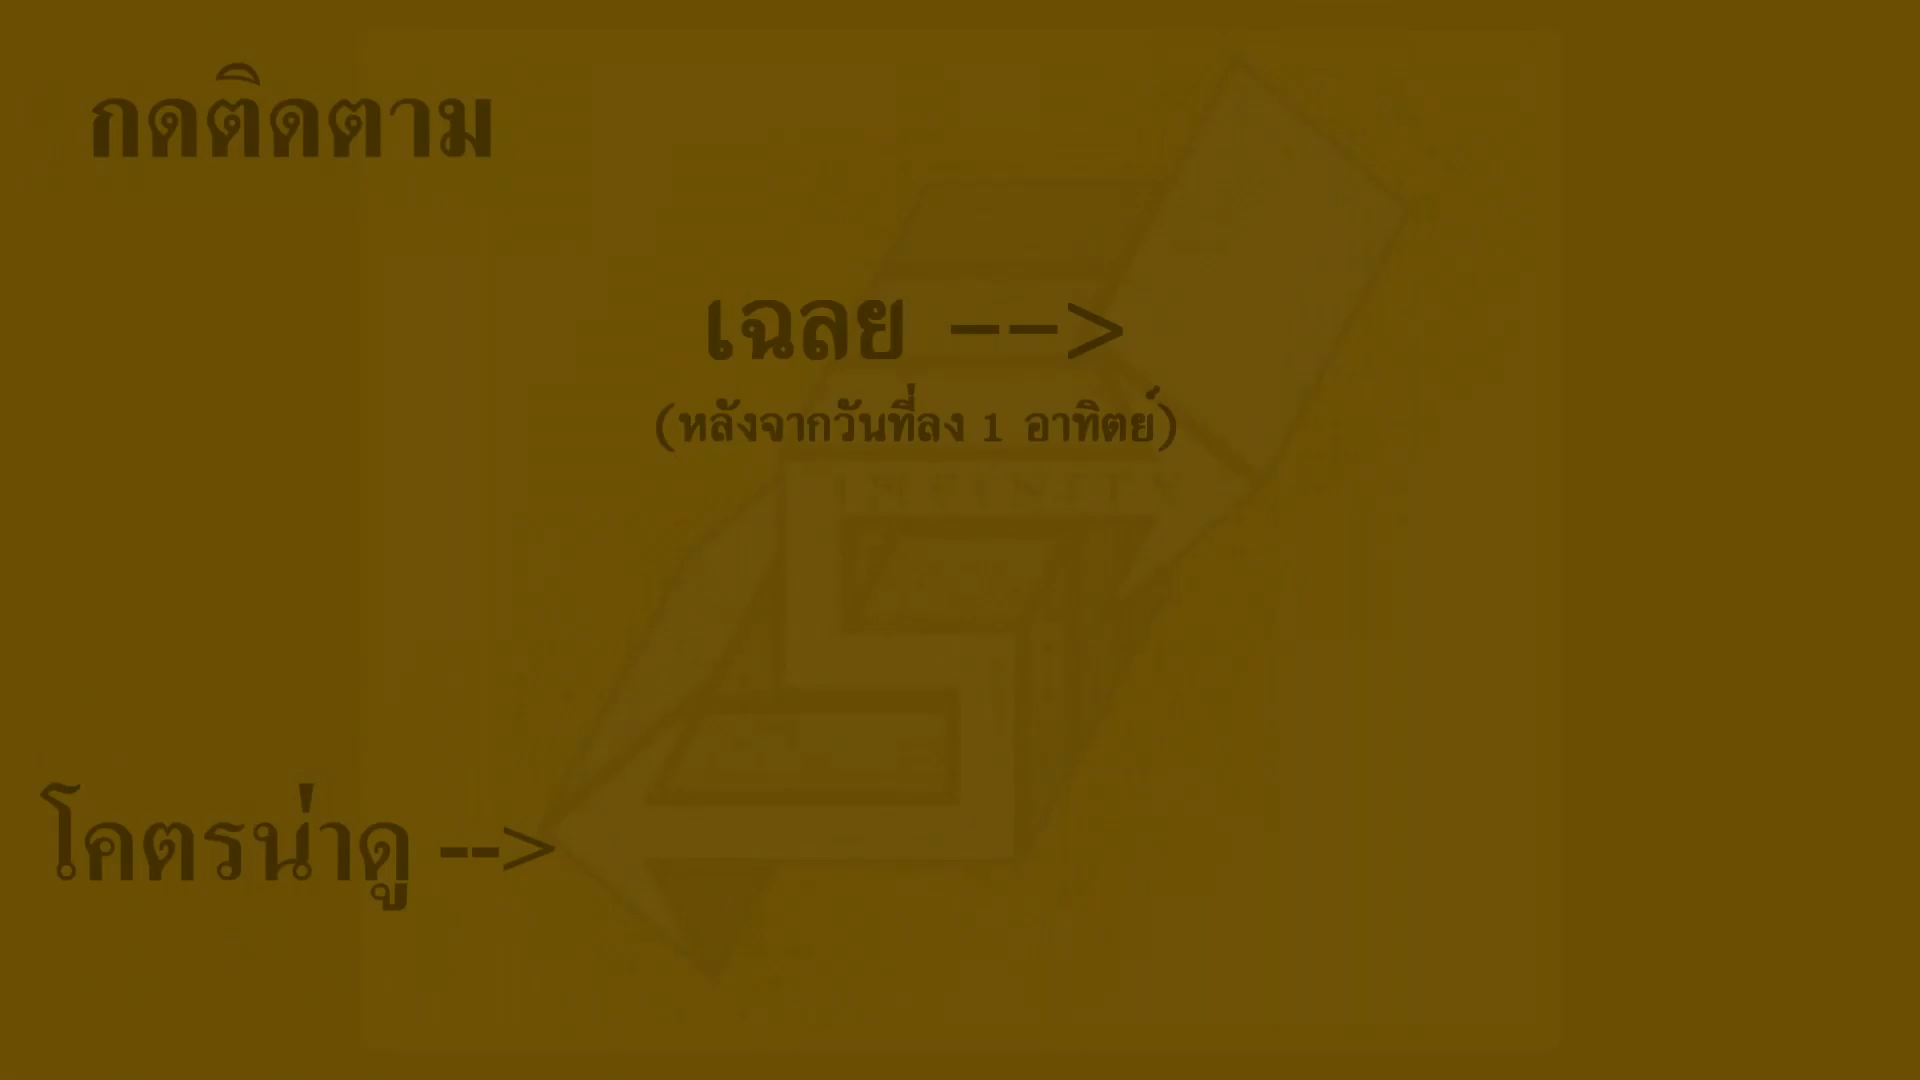 กดติดตาม
เฉลย -->
(หลังจากวันที่ลง 1 อาทิตย์)
INFINITY
โคตรน่าดู -->